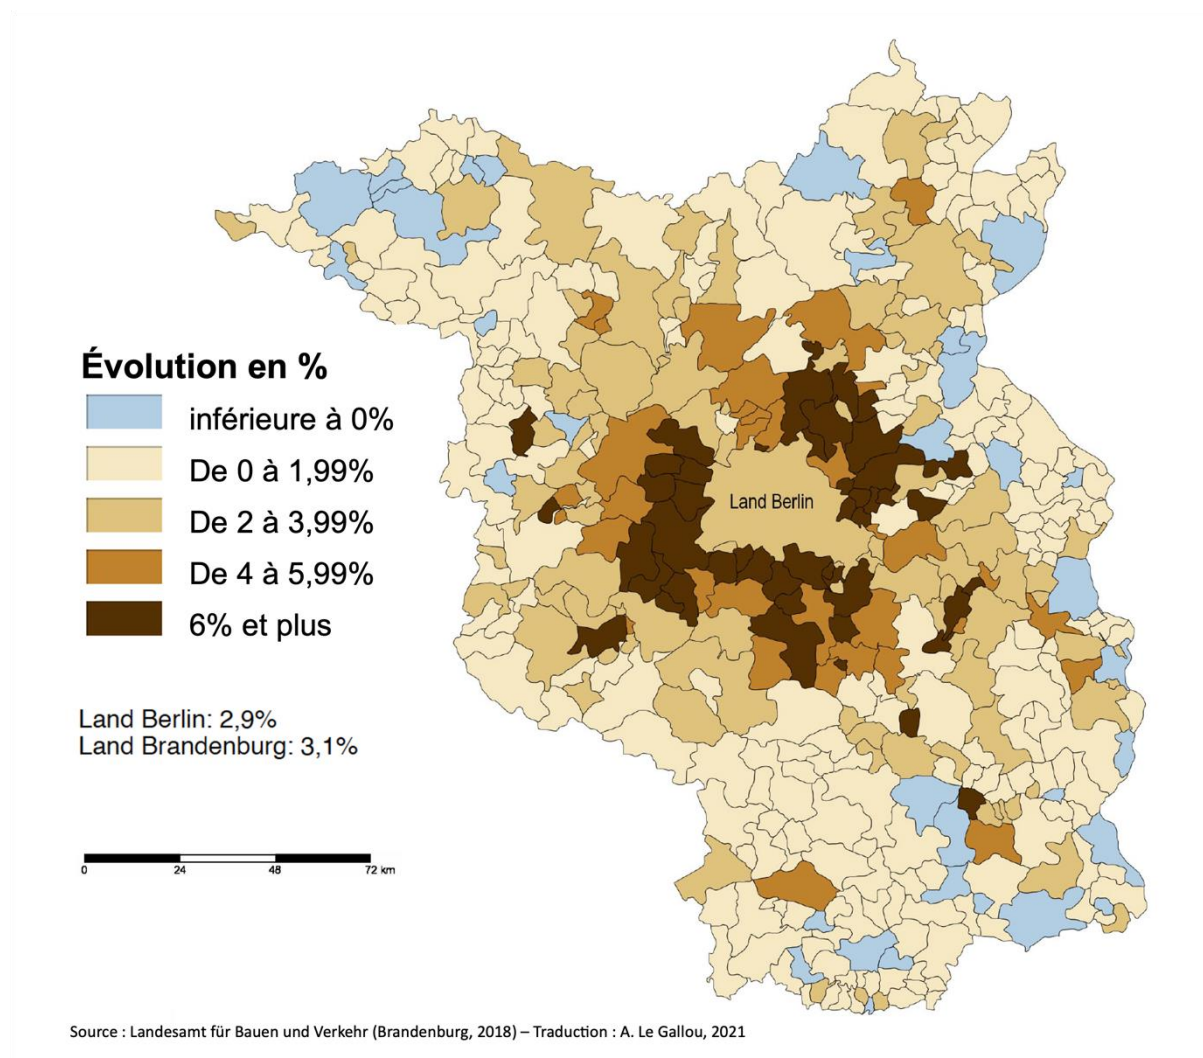 Évolution en %
inférieure à 0%
De 0 à 1,99%
De 2 à 3,99%
De 4 à 5,99%
6% et plus
Land Berlin
Land Berlin: 2,9%
Land Brandenburg: 3,1%
0 24 48 72 km
Source : Landesamt für Bauen und Verkehr (Brandenburg, 2018) – Traduction : A. Le Gallou, 2021